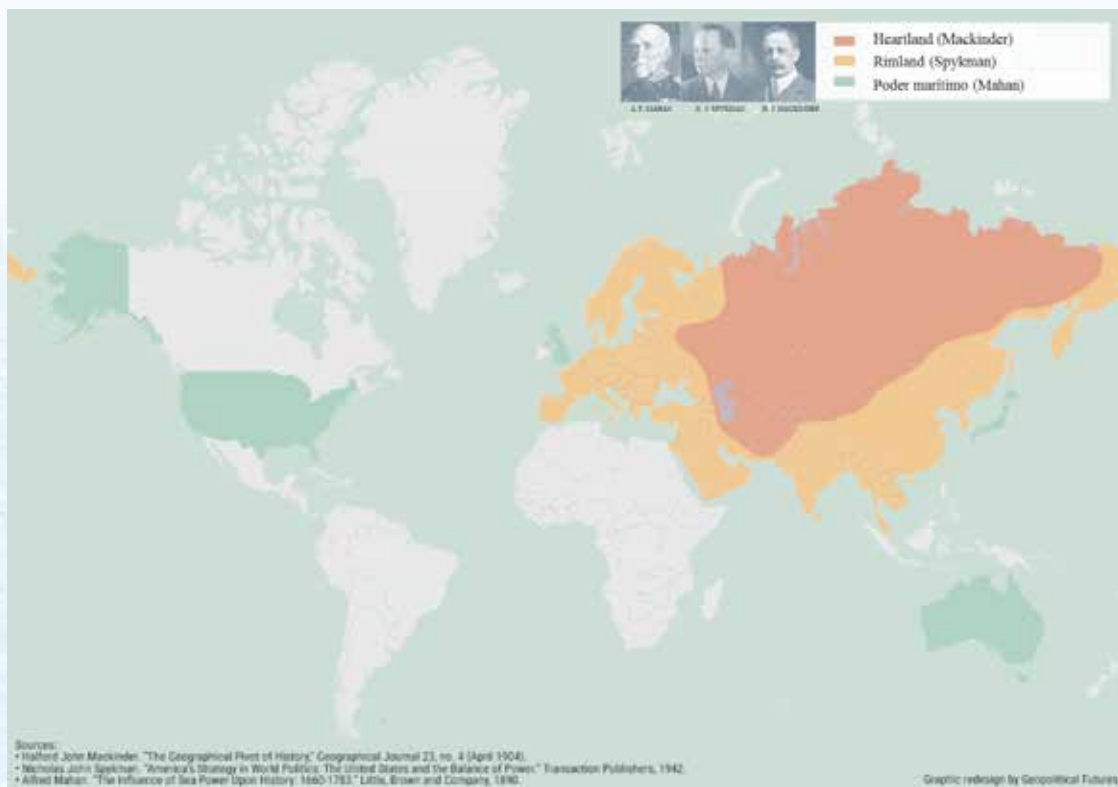 Heartland (Mackinder)
Rimland (Spykman)
Poder marítimo (Mahan)
A. T. MAHAN N. J. SPYKMAN H. J. MACKINDER
Sources:
• Halford John Mackinder. "The Geographical Pivot of History," Geographical Journal 23, no. 4 (April 1904).
• Nicholas John Spekman. "America's Strategy in World Politics: The United States and the Balance of Power." Transaction Publishers, 1942.
• Alfred Mahan. "The Influence of Sea Power Upon History: 1660-1783." Little, Brown and Company, 1890.
Graphic redesign by Geopolitical Futures